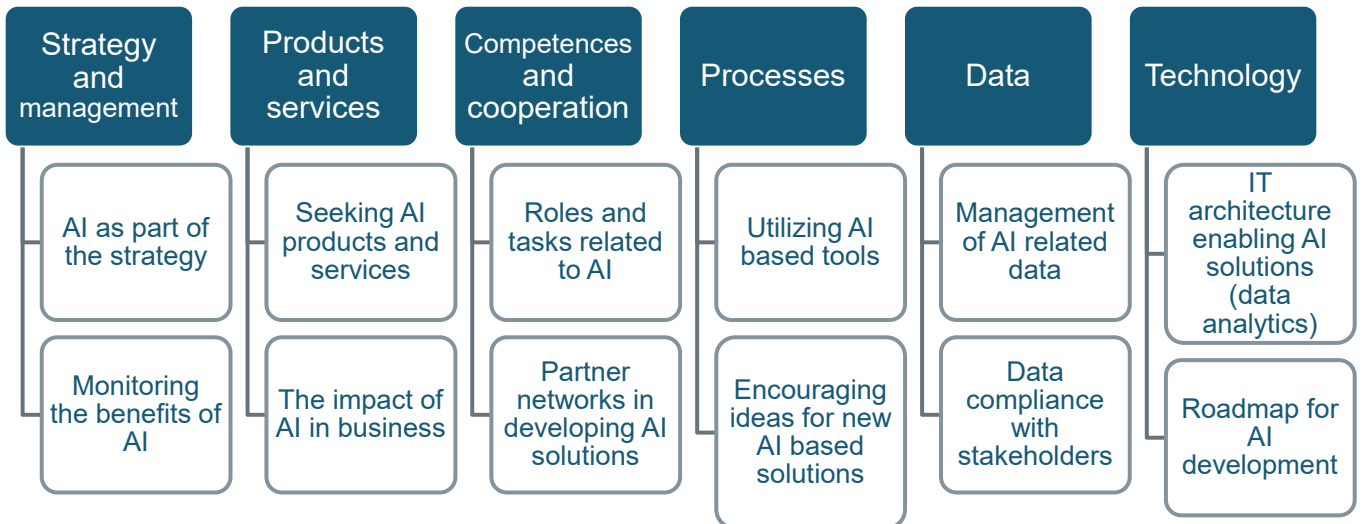 Strategy
and
management
AI as part of
the strategy
Monitoring
the benefits of
AI
Products
and
services
Seeking AI
products and
services
The impact of
AI in business
Competences
and
cooperation
Roles and
tasks related
to AI
Partner
networks in
developing AI
solutions
Processes
Utilizing AI
based tools
Encouraging
ideas for new
AI based
solutions
Data
Management
of AI related
data
Data
compliance
with
stakeholders
Technology
IT
architecture
enabling AI
solutions
(data
analytics)
Roadmap for
AI
development